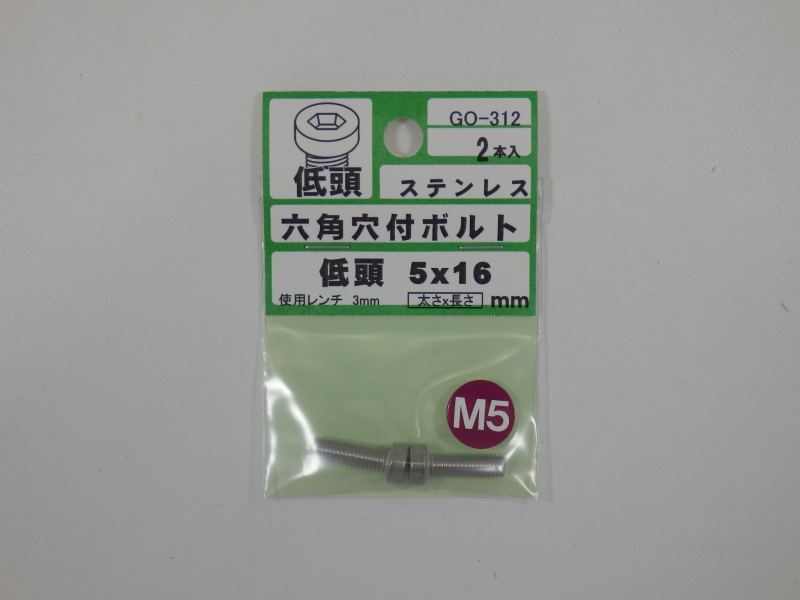 GO-312
2本入
低頭
ステンレス
六角穴付ボルト
低頭 5x16
使用レンチ 3mm 太さx長さ mm
M5